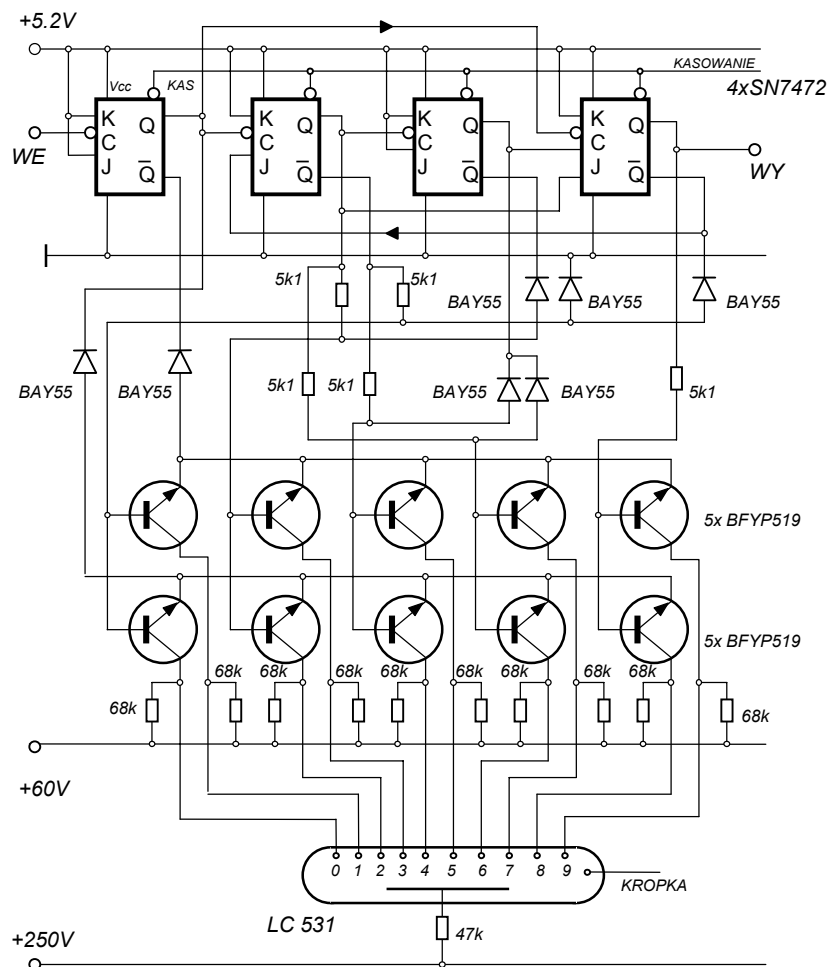 +5.2V
Vcc
KAS
KASOWANIE
4xSN7472
K
C
J
Q
Q̅
K
C
J
Q
Q̅
K
C
J
Q
Q̅
K
C
J
Q
Q̅
WE
WY
5k1
5k1
BAY55
BAY55
BAY55
BAY55
BAY55
5k1
5k1
BAY55
BAY55
5k1
5x BFYP519
5x BFYP519
68k
68k
68k
68k
68k
68k
68k
68k
68k
68k
+60V
0 1 2 3 4 5 6 7 8 9
KROPKA
LC 531
47k
+250V